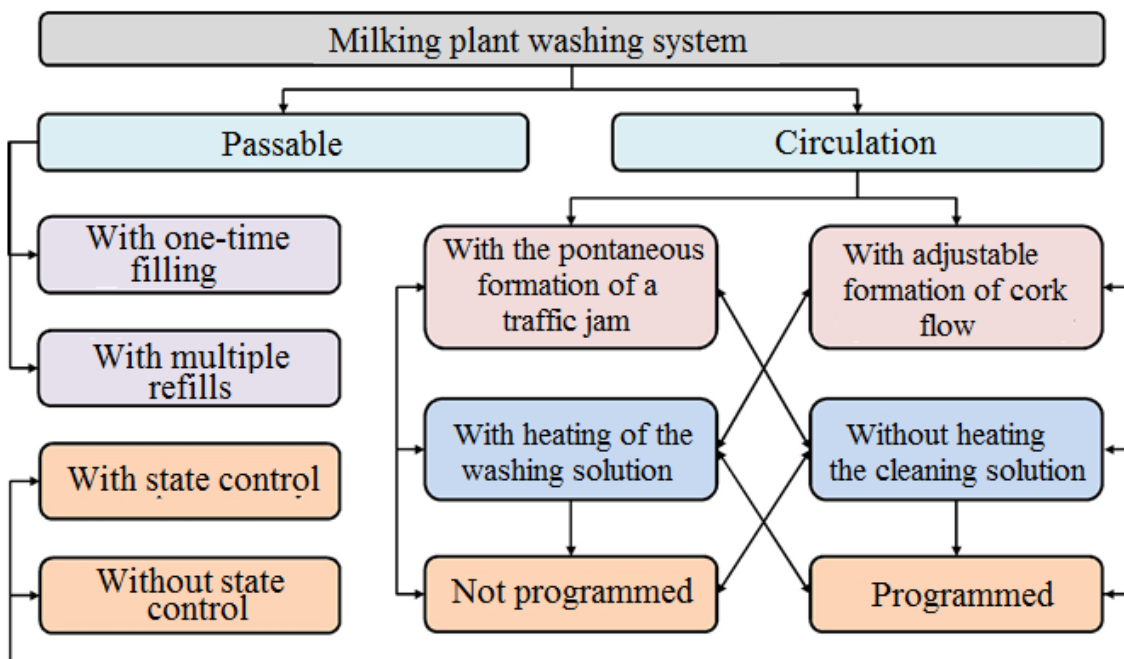 Milking plant washing system
Passable
Circulation
With one-time
filling
With the pontaneous
formation of a
traffic jam
With adjustable
formation of cork
flow
With multiple
refills
With heating of the
washing solution
Without heating
the cleaning solution
With state control
Without state
control
Not programmed
Programmed